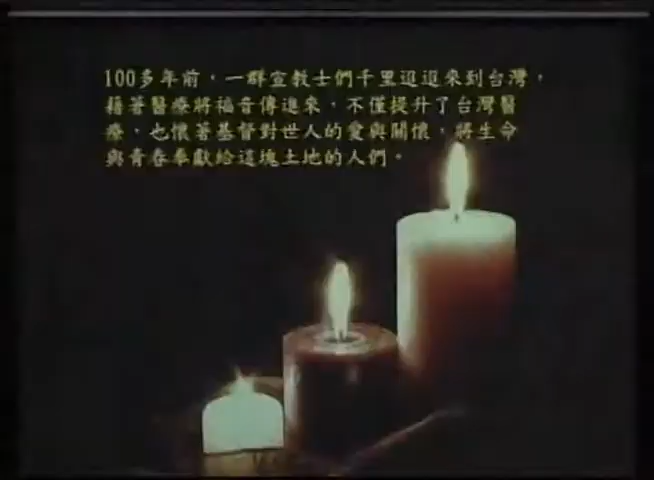 100多年前，一群宣教士們千里迢迢來到台灣，
藉著醫療將福音傳進來，不僅提升了台灣醫
療，也懷著基督對世人的愛與關懷，將生命
與青春奉獻給這塊土地的人們。